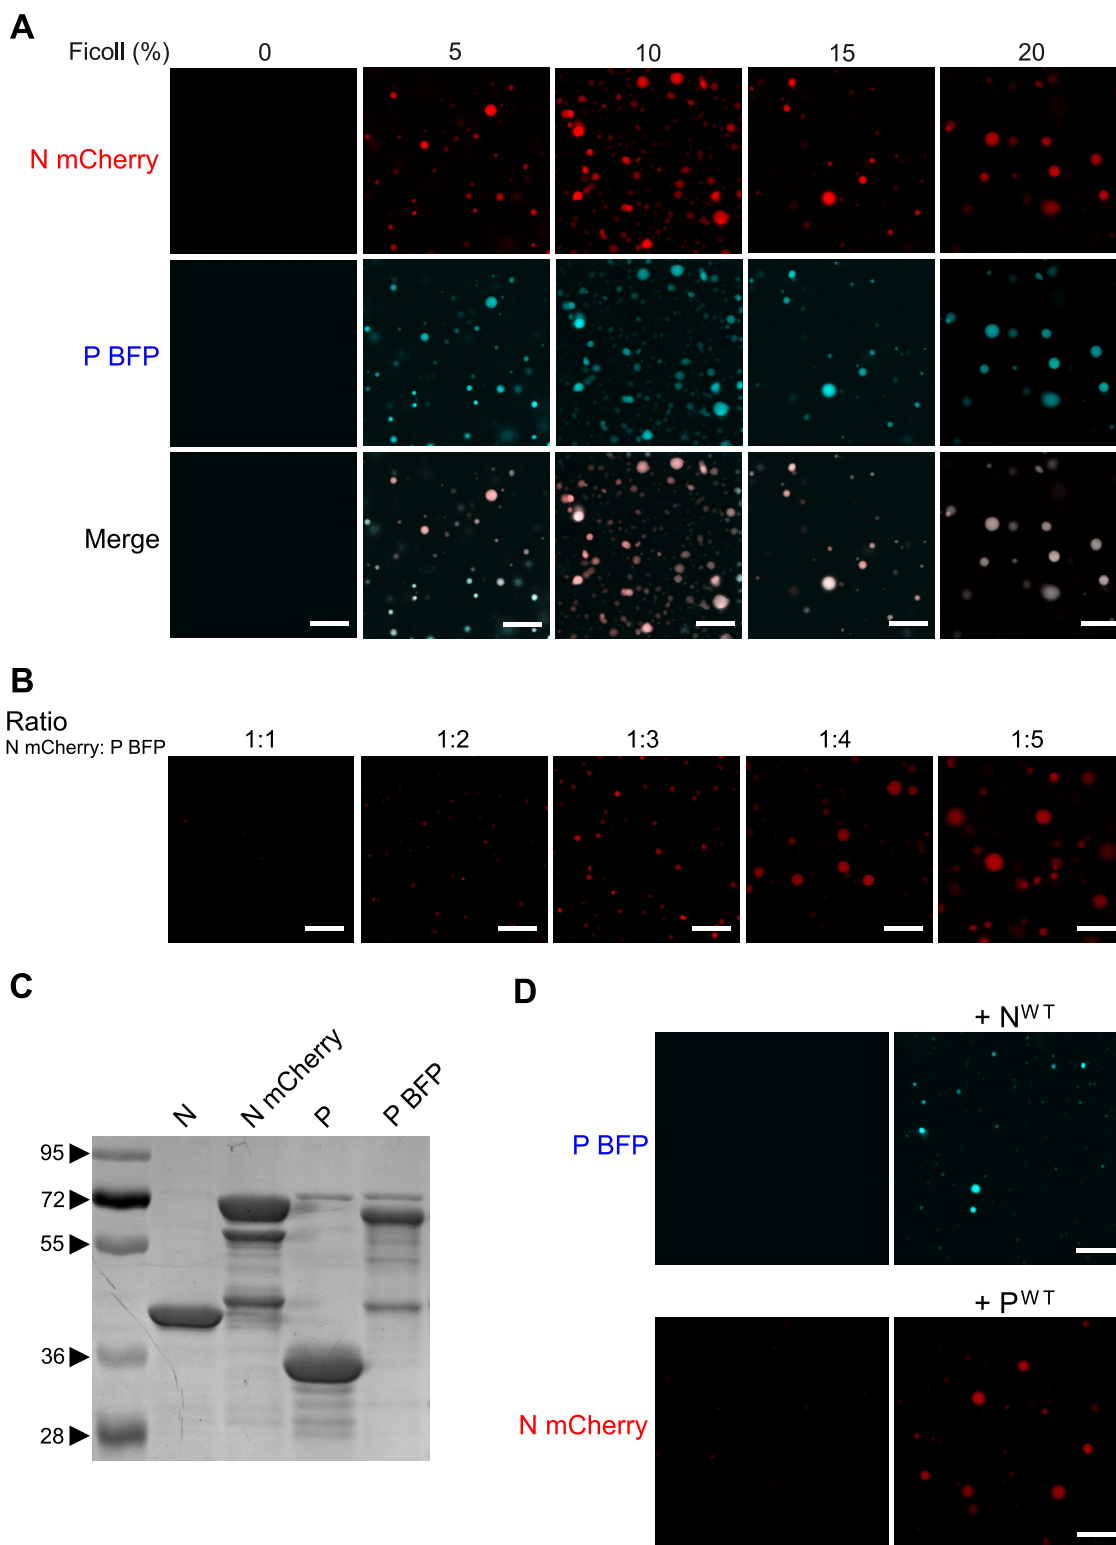 A
Ficoll (%) 0 5 10 15 20
N mCherry
P BFP
Merge
B
Ratio
N mCherry: P BFP 1:1 1:2 1:3 1:4 1:5
C
N N mCherry P P BFP
95
72
55
36
28
D
+ N^WT
P BFP
+ P^WT
N mCherry